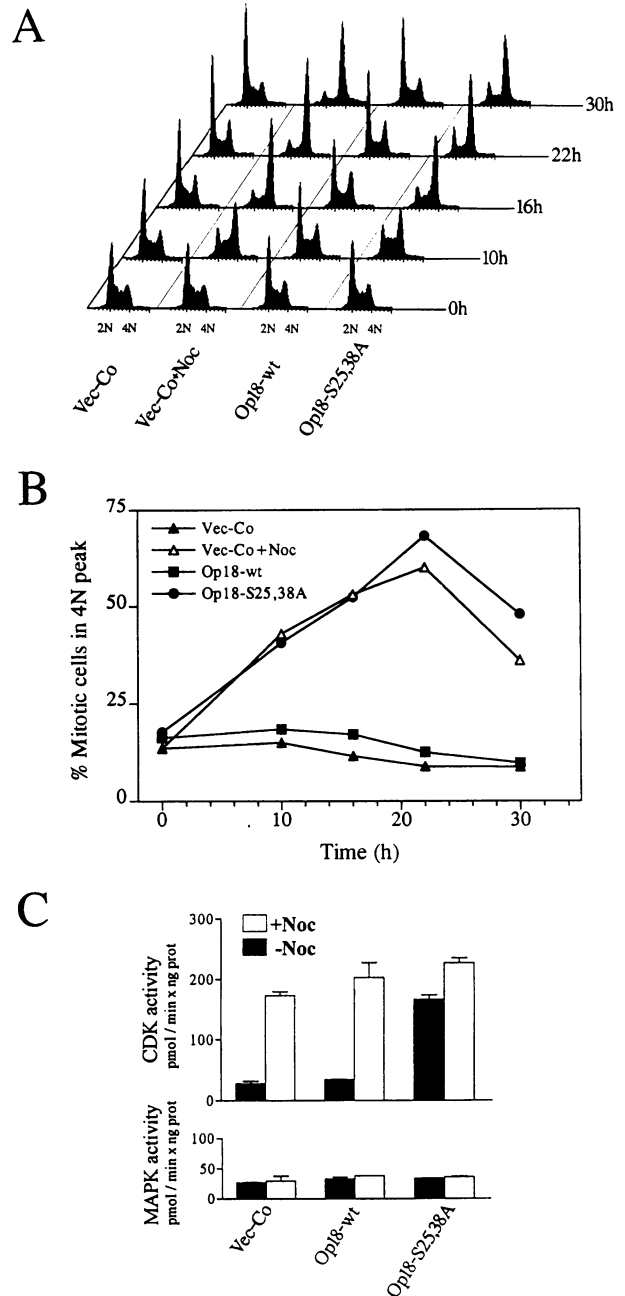 A
30h
22h
16h
10h
0h
2N 4N 2N 4N 2N 4N 2N 4N
Vec-Co
Vec-Co+Noc
Op18-wt
Op18-S25,38A
B
% Mitotic cells in 4N peak
75
50
25
0
Vec-Co
Vec-Co+Noc
Op18-wt
Op18-S25,38A
0 10 20 30
Time (h)
C
CDK activity
pmol / min x ng prot
300
200
100
0
+Noc
-Noc
MAPK activity
pmol / min x ng prot
100
50
0
Vec-Co
Op18-wt
Op18-S25,38A